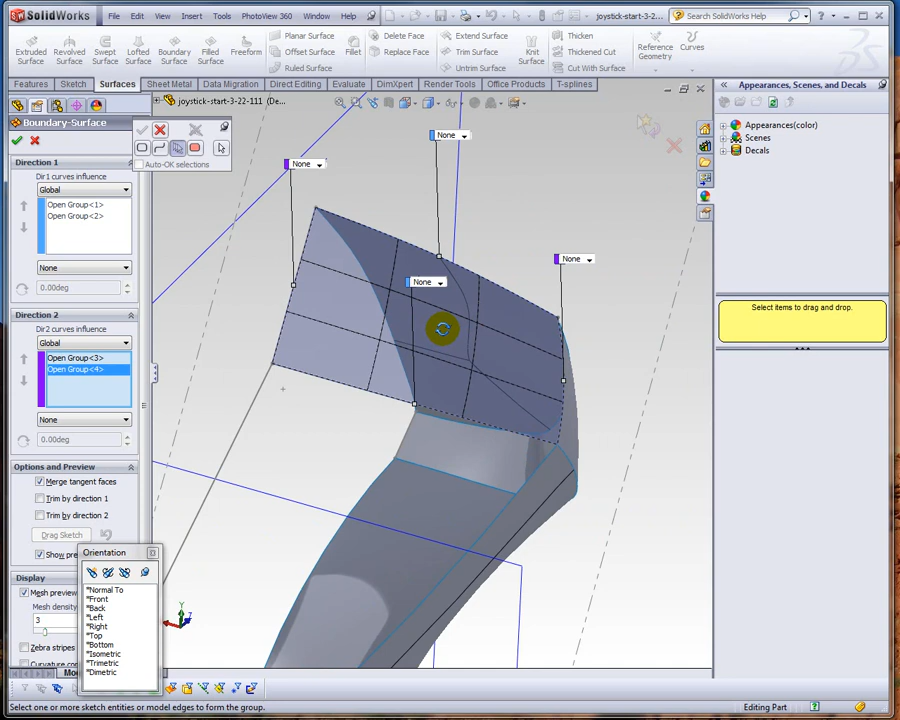 SolidWorks
File
Edit
View
Insert
Tools
PhotoView 360
Window
Help
joystick-start-3-2...
Search SolidWorks Help
Extruded Surface
Revolved Surface
Swept Surface
Lofted Surface
Boundary Surface
Filled Surface
Freeform
Planar Surface
Offset Surface
Ruled Surface
Fillet
Delete Face
Replace Face
Extend Surface
Trim Surface
Untrim Surface
Knit Surface
Thicken
Thickened Cut
Cut With Surface
Reference Geometry
Curves
Features
Sketch
Surfaces
Sheet Metal
Data Migration
Direct Editing
Evaluate
DimXpert
Render Tools
Office Products
T-splines
Appearances, Scenes, and Decals
joystick-start-3-22-111 (De...
Boundary-Surface
Auto-OK selections
Direction 1
Dir1 curves influence
Global
Open Group<1>
Open Group<2>
None
0.00deg
Direction 2
Dir2 curves influence
Global
Open Group<3>
Open Group<4>
None
0.00deg
Options and Preview
Merge tangent faces
Trim by direction 1
Trim by direction 2
Drag Sketch
Show pre
Display
Mesh preview
Mesh density
3
Zebra stripes
Curvature co
Orientation
*Normal To
*Front
*Back
*Left
*Right
*Top
*Bottom
*Isometric
*Trimetric
*Dimetric
None
None
None
None
Y
Z
Appearances(color)
Scenes
Decals
Select items to drag and drop.
Mo
Select one or more sketch entities or model edges to form the group.
Editing Part